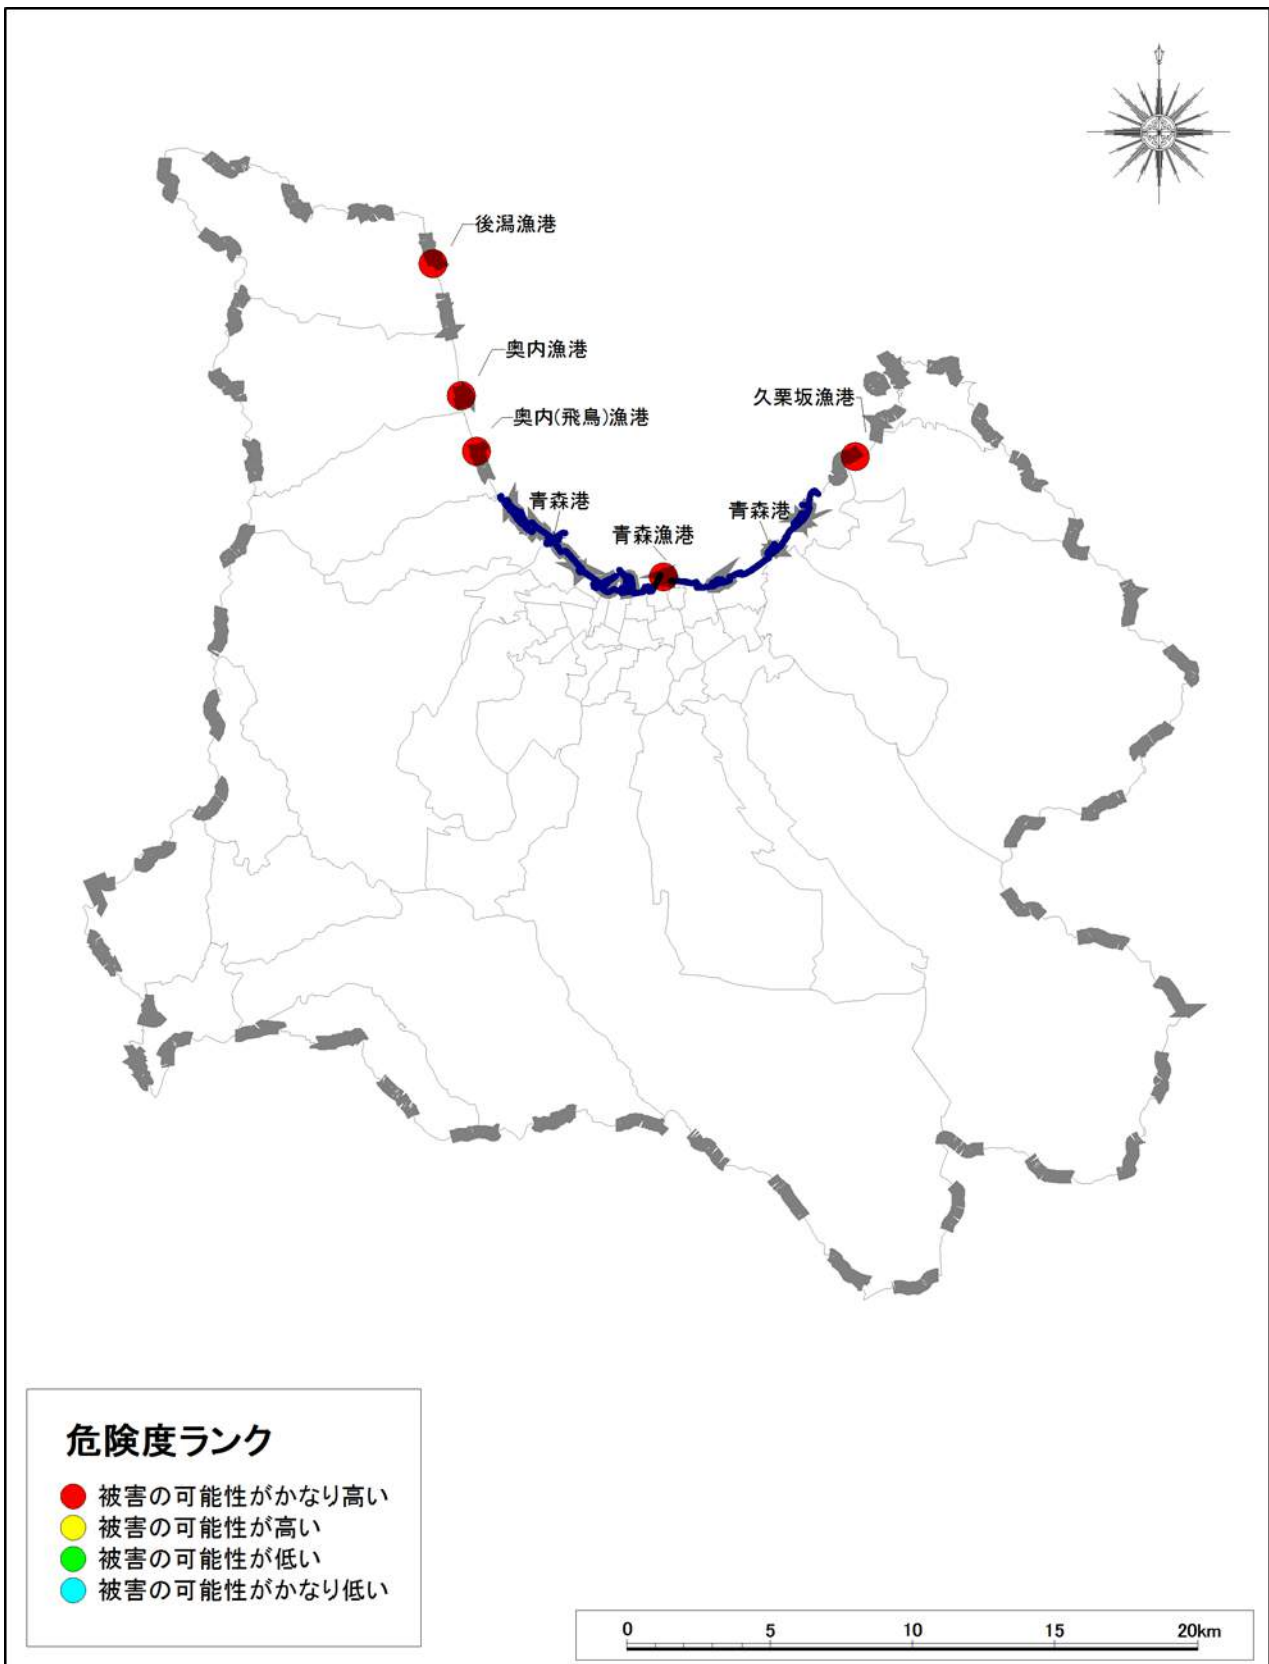 後潟漁港
奥内漁港
奥内(飛鳥)漁港
久栗坂漁港
青森港
青森港
青森漁港
危険度ランク
被害の可能性がかなり高い
被害の可能性が高い
被害の可能性が低い
被害の可能性がかなり低い
0 5 10 15 20km